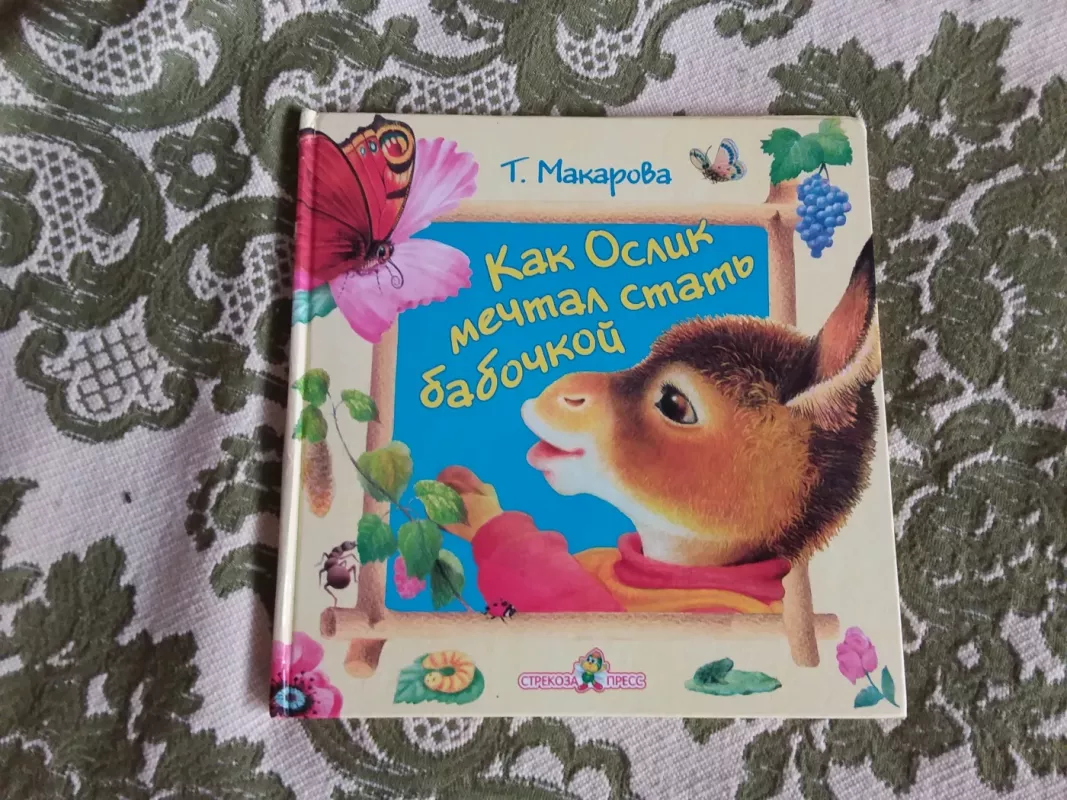 Т. Макарова
Как Ослик
мечтал стать
бабочкой
СТРЕКОЗА ПРЕСС